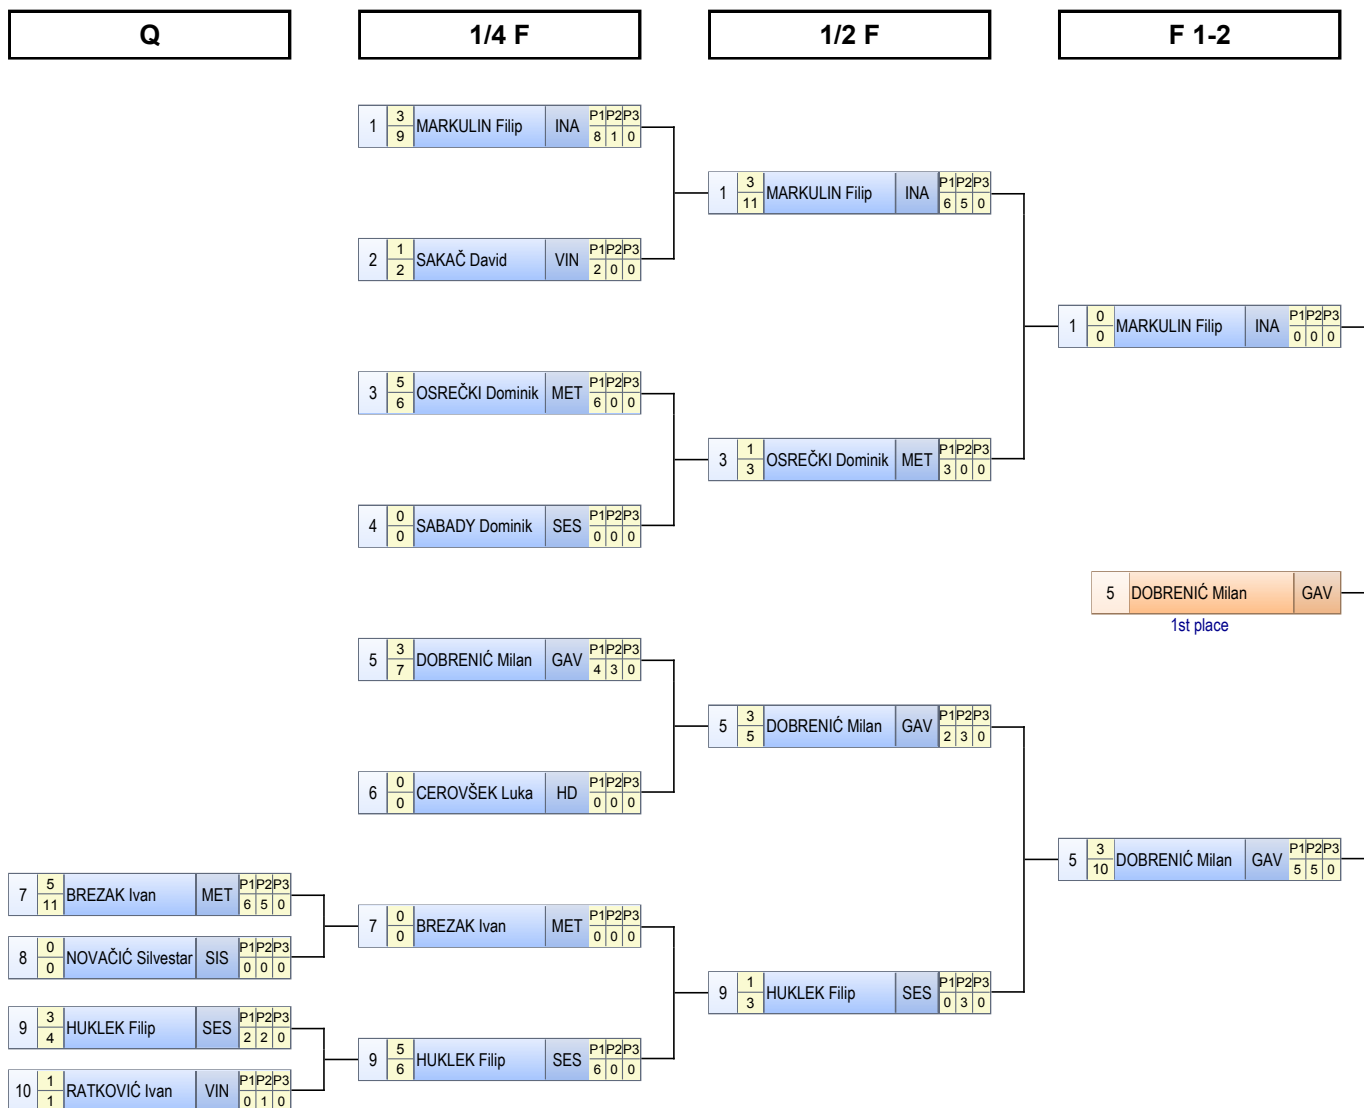 Q 1/4 F 1/2 F F 1-2
3 P1 P2 P3
1 MARKULIN Filip INA
9 8 1 0
3 P1 P2 P3
1 MARKULIN Filip INA
11 6 5 0
1 P1 P2 P3
2 SAKAČ David VIN
2 2 0 0
0 P1 P2 P3
1 MARKULIN Filip INA
0 0 0 0
5 P1 P2 P3
3 OSREČKI Dominik MET
6 6 0 0
1 P1 P2 P3
3 OSREČKI Dominik MET
3 3 0 0
0 P1 P2 P3
4 SABADY Dominik SES
0 0 0 0
5 DOBRENIĆ Milan GAV
1st place
3 P1 P2 P3
5 DOBRENIĆ Milan GAV
7 4 3 0
3 P1 P2 P3
5 DOBRENIĆ Milan GAV
5 2 3 0
0 P1 P2 P3
6 CEROVŠEK Luka HD
0 0 0 0
3 P1 P2 P3
5 DOBRENIĆ Milan GAV
10 5 5 0
5 P1 P2 P3
7 BREZAK Ivan MET
11 6 5 0
0 P1 P2 P3
7 BREZAK Ivan MET
0 0 0 0
0 P1 P2 P3
8 NOVAČIĆ Silvestar SIS
0 0 0 0
1 P1 P2 P3
9 HUKLEK Filip SES
3 0 3 0
3 P1 P2 P3
9 HUKLEK Filip SES
4 2 2 0
5 P1 P2 P3
9 HUKLEK Filip SES
6 6 0 0
1 P1 P2 P3
10 RATKOVIĆ Ivan VIN
1 0 1 0